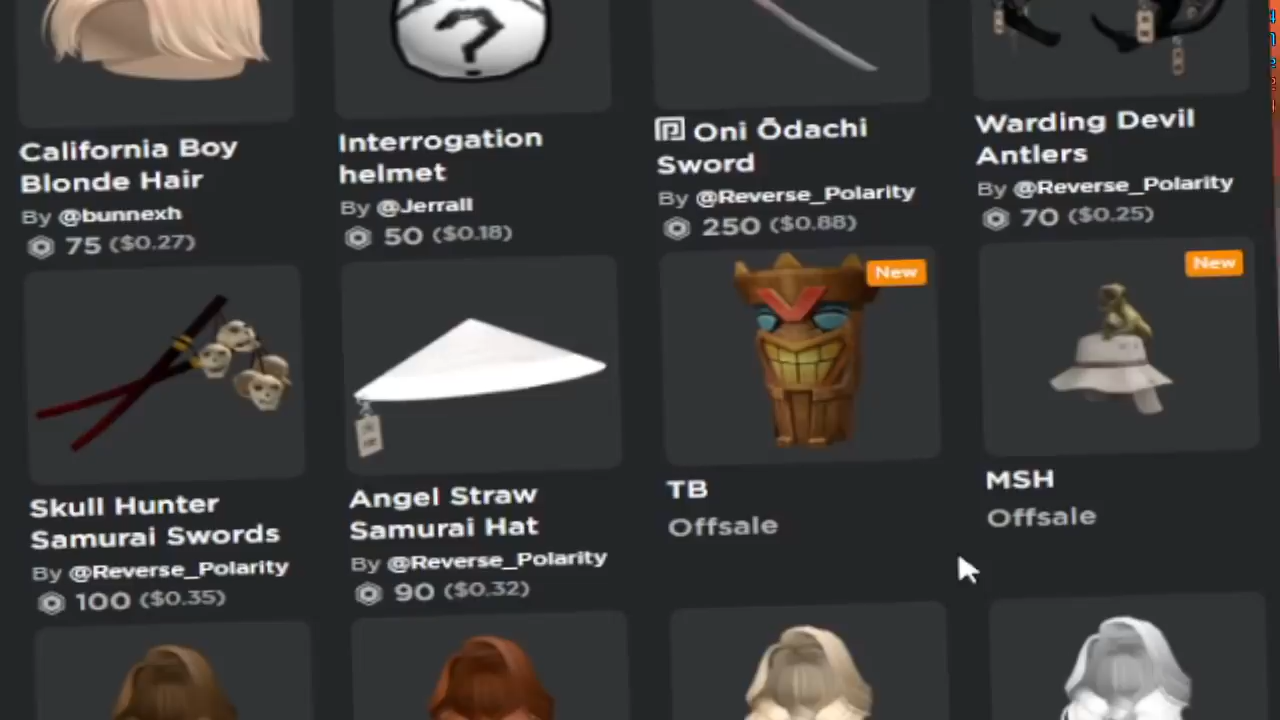 ?
California Boy
Blonde Hair
By @bunnexh
75 ($0.27)
Interrogation
helmet
By @Jerrall
50 ($0.18)
Oni Ōdachi
Sword
By @Reverse_Polarity
250 ($0.88)
Warding Devil
Antlers
By @Reverse_Polarity
70 ($0.25)
Skull Hunter
Samurai Swords
By @Reverse_Polarity
100 ($0.35)
Angel Straw
Samurai Hat
By @Reverse_Polarity
90 ($0.32)
New
TB
Offsale
New
MSH
Offsale